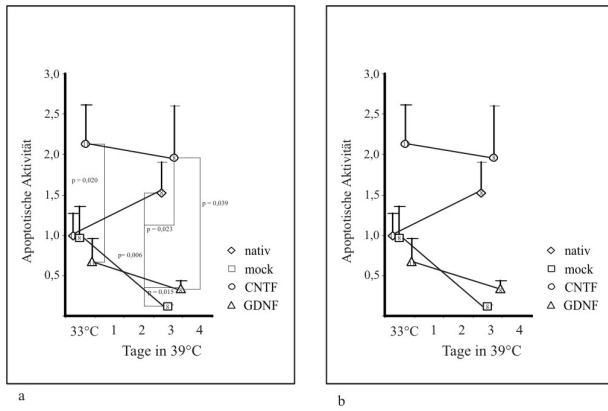 3,0
2,5
2,0
1,5
1,0
0,5
Apoptotische Aktivität
p = 0,020
p = 0,039
p = 0,023
p = 0,006
p = 0,015
nativ
mock
CNTF
GDNF
33°C 1 2 3 4
Tage in 39°C
a
3,0
2,5
2,0
1,5
1,0
0,5
Apoptotische Aktivität
nativ
mock
CNTF
GDNF
33°C 1 2 3 4
Tage in 39°C
b